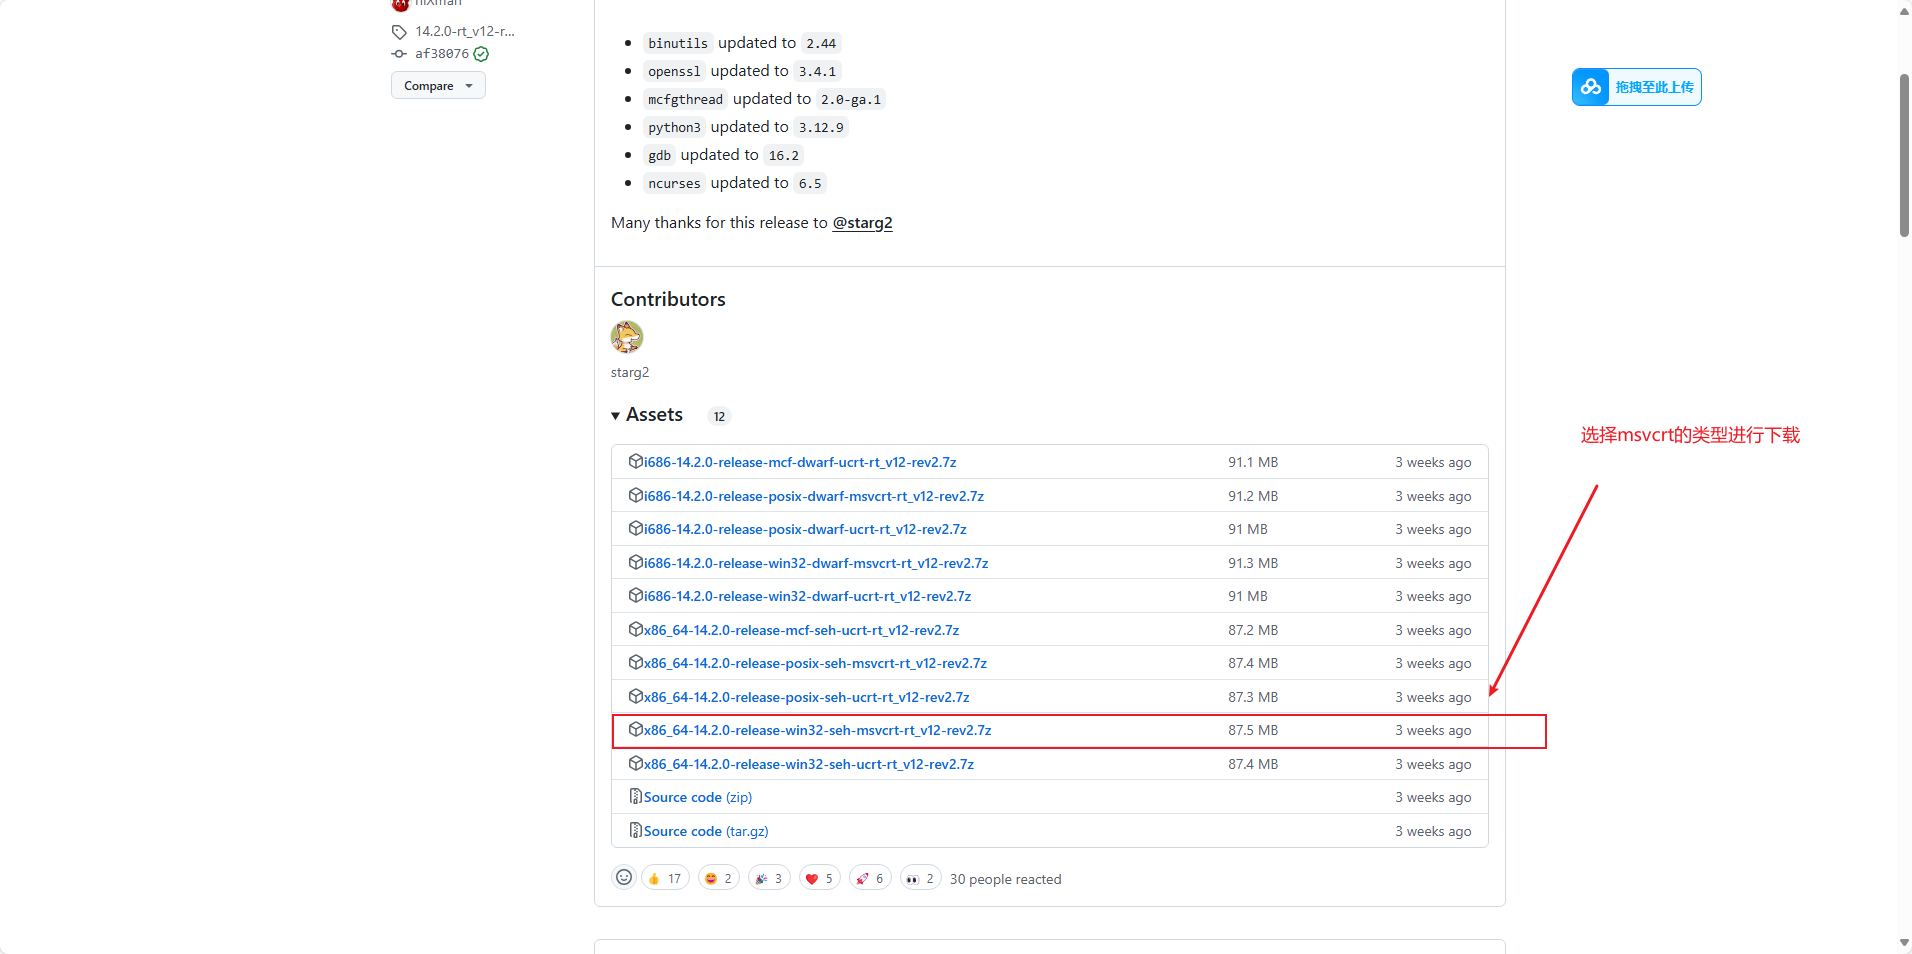 niXman
14.2.0-rt_v12-r...
af38076
Compare
binutils updated to 2.44
openssl updated to 3.4.1
mcfgthread updated to 2.0-ga.1
python3 updated to 3.12.9
gdb updated to 16.2
ncurses updated to 6.5
Many thanks for this release to @starg2
拖拽至此上传
Contributors
starg2
Assets 12
选择msvcrt的类型进行下载
i686-14.2.0-release-mcf-dwarf-ucrt-rt_v12-rev2.7z 91.1 MB 3 weeks ago
i686-14.2.0-release-posix-dwarf-msvcrt-rt_v12-rev2.7z 91.2 MB 3 weeks ago
i686-14.2.0-release-posix-dwarf-ucrt-rt_v12-rev2.7z 91 MB 3 weeks ago
i686-14.2.0-release-win32-dwarf-msvcrt-rt_v12-rev2.7z 91.3 MB 3 weeks ago
i686-14.2.0-release-win32-dwarf-ucrt-rt_v12-rev2.7z 91 MB 3 weeks ago
x86_64-14.2.0-release-mcf-seh-ucrt-rt_v12-rev2.7z 87.2 MB 3 weeks ago
x86_64-14.2.0-release-posix-seh-msvcrt-rt_v12-rev2.7z 87.4 MB 3 weeks ago
x86_64-14.2.0-release-posix-seh-ucrt-rt_v12-rev2.7z 87.3 MB 3 weeks ago
x86_64-14.2.0-release-win32-seh-msvcrt-rt_v12-rev2.7z 87.5 MB 3 weeks ago
x86_64-14.2.0-release-win32-seh-ucrt-rt_v12-rev2.7z 87.4 MB 3 weeks ago
Source code (zip) 3 weeks ago
Source code (tar.gz) 3 weeks ago
17 2 3 5 6 2 30 people reacted